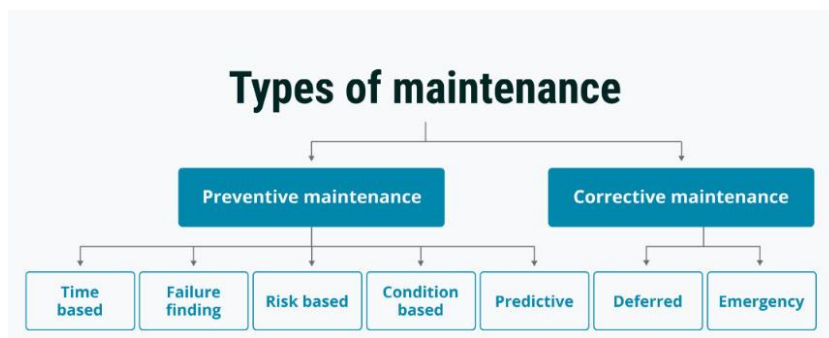 Types of maintenance
Preventive maintenance
Corrective maintenance
Time
based
Failure
finding
Risk based
Condition
based
Predictive
Deferred
Emergency